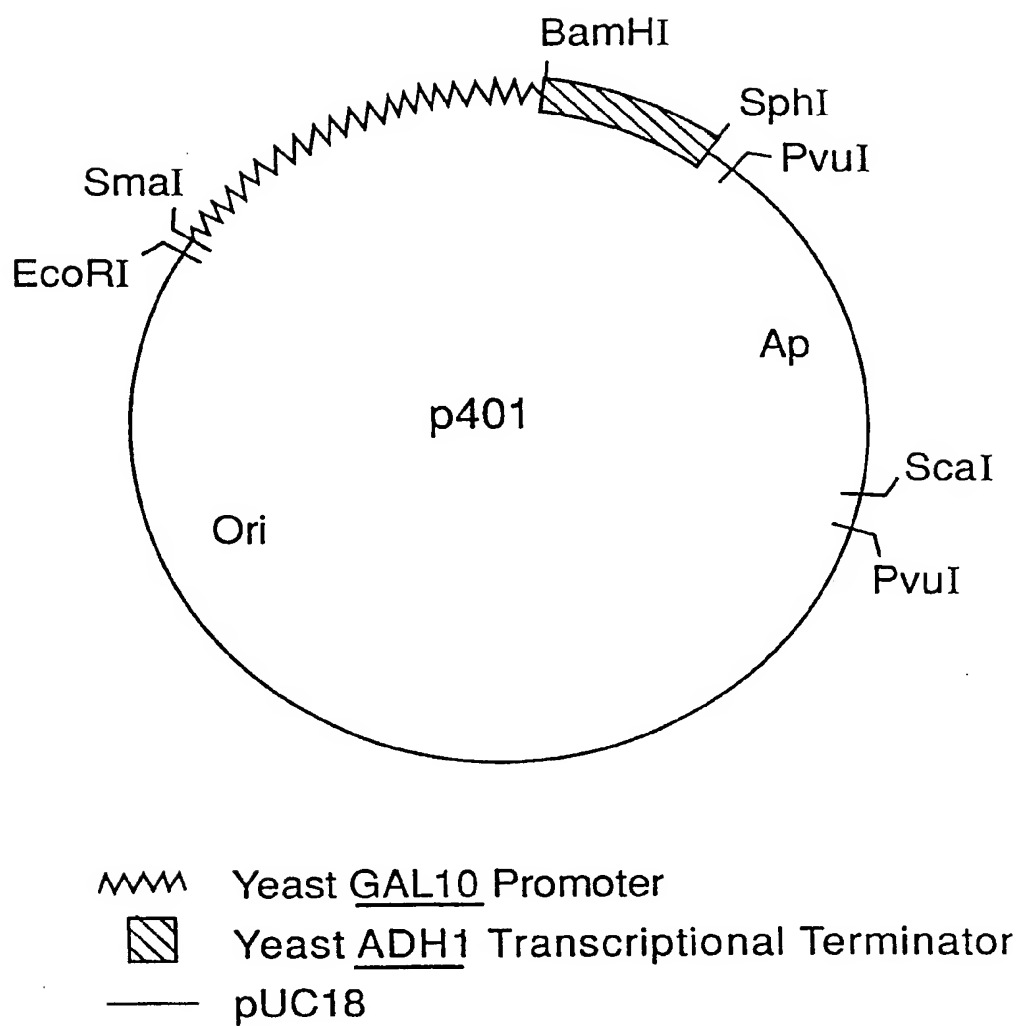 BamHI
SphI
PvuI
SmaI
EcoRI
Ap
p401
ScaI
Ori
PvuI
Yeast GAL10 Promoter
Yeast ADH1 Transcriptional Terminator
pUC18